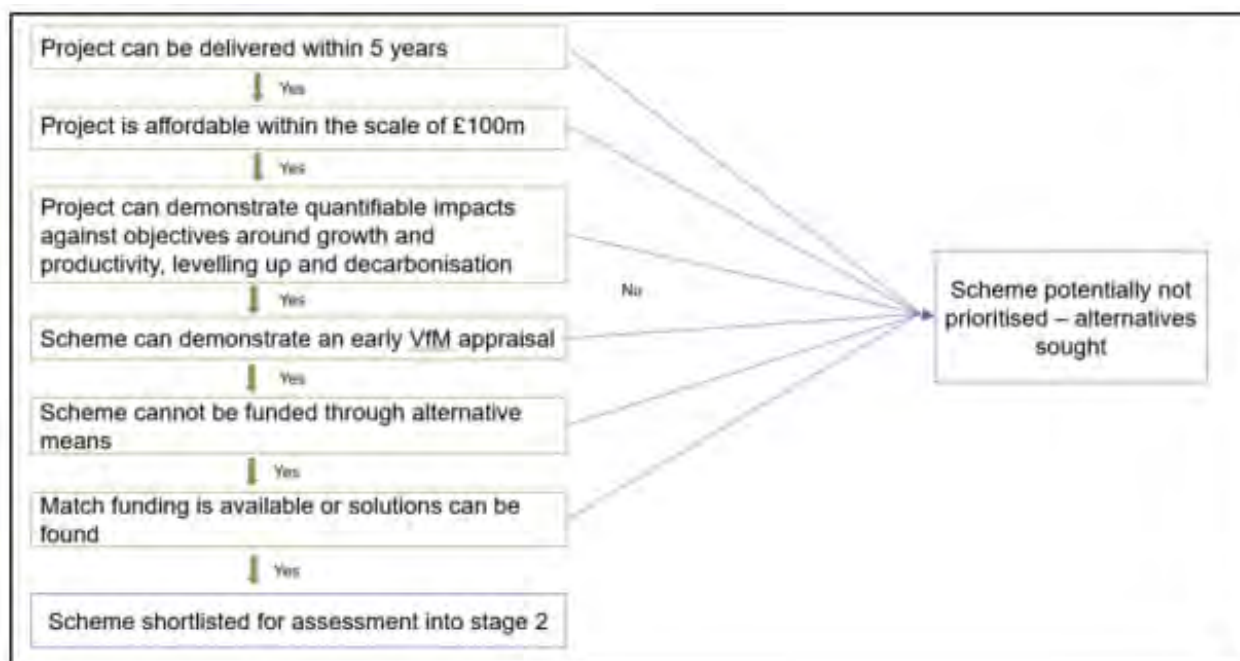 Project can be delivered within 5 years
Yes
Project is affordable within the scale of £100m
Yes
Project can demonstrate quantifiable impacts
against objectives around growth and
productivity, levelling up and decarbonisation
Yes
Scheme can demonstrate an early VfM appraisal
Yes
Scheme cannot be funded through alternative
means
Yes
Match funding is available or solutions can be
found
Yes
Scheme shortlisted for assessment into stage 2
No
Scheme potentially not
prioritised – alternatives
sought